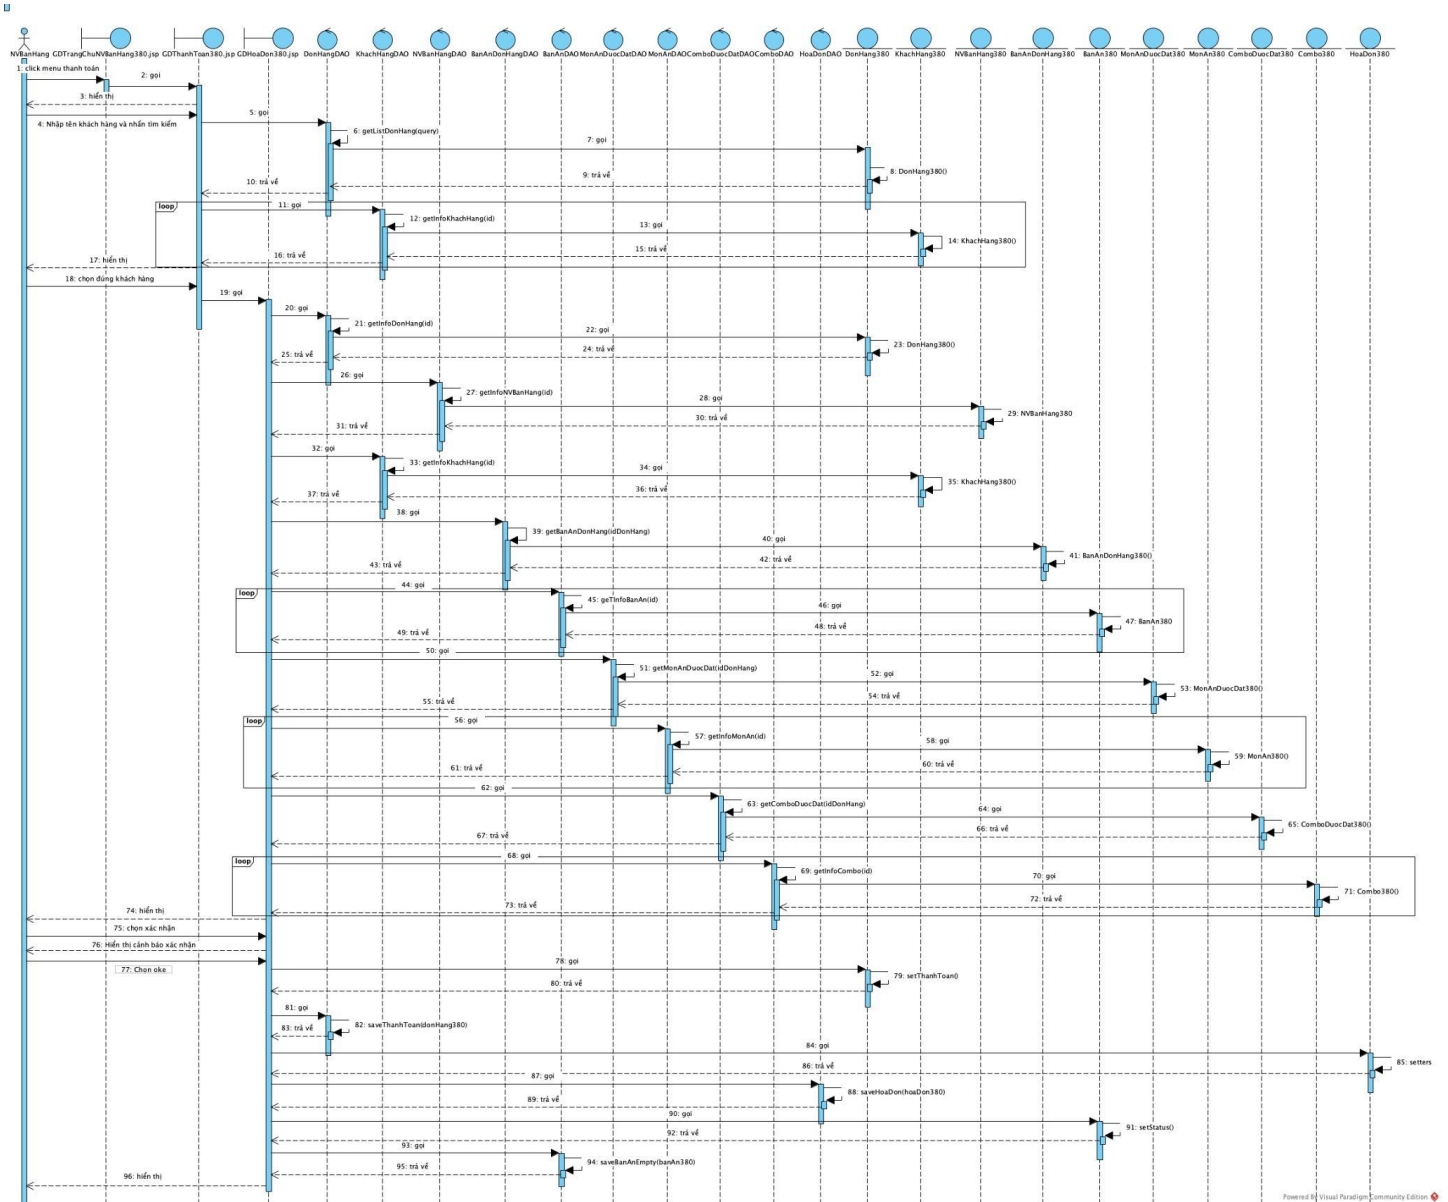 NVBanHang GDTrangChuNVBanHang380.jsp GDThanhToan380.jsp GDHoaDon380.jsp DonHangDAO KhachHangDAO NVBanHangDAO BanAnDonHangDAO BanAnDAO MonAnDuocDatDAO MonAnDAO ComboDuocDatDAO ComboDAO HoaDonDAO DonHang380 KhachHang380 NVBanHang380 BanAnDonHang380 BanAn380 MonAnDuocDat380 MonAn380 ComboDuocDat380 Combo380 HoaDon380
1: click menu thanh toán
2: gọi
3: hiển thị
4: Nhập tên khách hàng và nhấn tìm kiếm
5: gọi
6: getListDonHang(query)
7: gọi
8: DonHang380()
9: trả về
10: trả về
loop
11: gọi
12: getInfoKhachHang(id)
13: gọi
14: KhachHang380()
15: trả về
16: trả về
17: hiển thị
18: chọn đúng khách hàng
19: gọi
20: gọi
21: getInfoDonHang(id)
22: gọi
23: DonHang380()
24: trả về
25: trả về
26: gọi
27: getInfoNVBanHang(id)
28: gọi
29: NVBanHang380
30: trả về
31: trả về
32: gọi
33: getInfoKhachHang(id)
34: gọi
35: KhachHang380()
36: trả về
37: trả về
38: gọi
39: getBanAnDonHang(idDonHang)
40: gọi
41: BanAnDonHang380()
42: trả về
43: trả về
loop
44: gọi
45: geTInfoBanAn(id)
46: gọi
47: BanAn380
48: trả về
49: trả về
50: gọi
51: getMonAnDuocDat(idDonHang)
52: gọi
53: MonAnDuocDat380()
54: trả về
55: trả về
loop
56: gọi
57: getInfoMonAn(id)
58: gọi
59: MonAn380()
60: trả về
61: trả về
62: gọi
63: getComboDuocDat(idDonHang)
64: gọi
65: ComboDuocDat380()
66: trả về
67: trả về
loop
68: gọi
69: getInfoCombo(id)
70: gọi
71: Combo380()
72: trả về
73: trả về
74: hiển thị
75: chọn xác nhận
76: Hiển thị cảnh báo xác nhận
77: Chọn oke
78: gọi
79: setThanhToan()
80: trả về
81: gọi
82: saveThanhToan(donHang380)
83: trả về
84: gọi
85: setters
86: trả về
87: gọi
88: saveHoaDon(hoaDon380)
89: trả về
90: gọi
91: setStatus()
92: trả về
93: gọi
94: saveBanAnEmpty(banAn380)
95: trả về
96: hiển thị
Powered By Visual Paradigm Community Edition